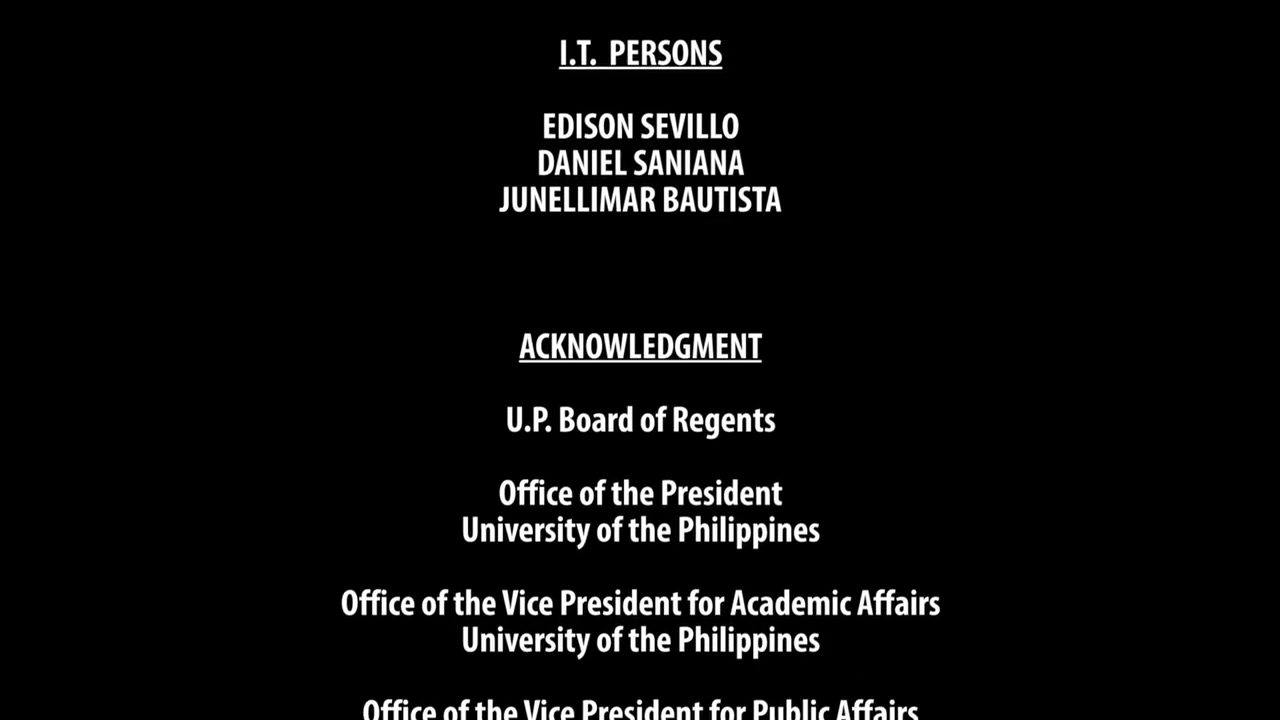 I.T. PERSONS
EDISON SEVILLO
DANIEL SANIANA
JUNELLIMAR BAUTISTA
ACKNOWLEDGMENT
U.P. Board of Regents
Office of the President
University of the Philippines
Office of the Vice President for Academic Affairs
University of the Philippines
Office of the Vice President for Public Affairs